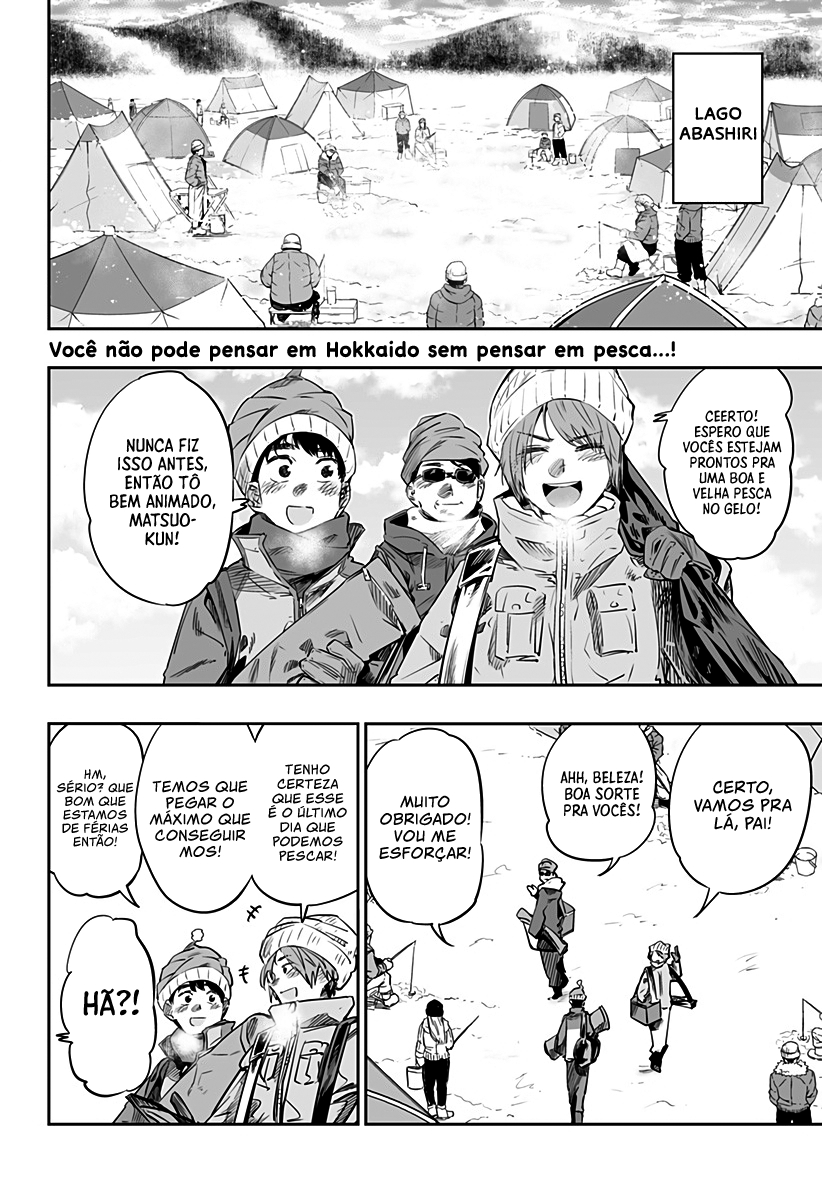 LAGO
ABASHIRI
Você não pode pensar em Hokkaido sem pensar em pesca...!
CEERTO!
ESPERO QUE
VOCÊS ESTEJAM
PRONTOS PRA
UMA BOA E
VELHA PESCA
NO GELO!
NUNCA FIZ
ISSO ANTES,
ENTÃO TÔ
BEM ANIMADO,
MATSUO-
KUN!
CERTO,
VAMOS PRA
LÁ, PAI!
AHH, BELEZA!
BOA SORTE
PRA VOCÊS!
MUITO
OBRIGADO!
VOU ME
ESFORÇAR!
TENHO
CERTEZA
QUE ESSE
É O ÚLTIMO
DIA QUE
PODEMOS
PESCAR!
TEMOS QUE
PEGAR O
MÁXIMO QUE
CONSEGUIR
MOS!
HM,
SÉRIO? QUE
BOM QUE
ESTAMOS
DE FÉRIAS
ENTÃO!
HÃ?!